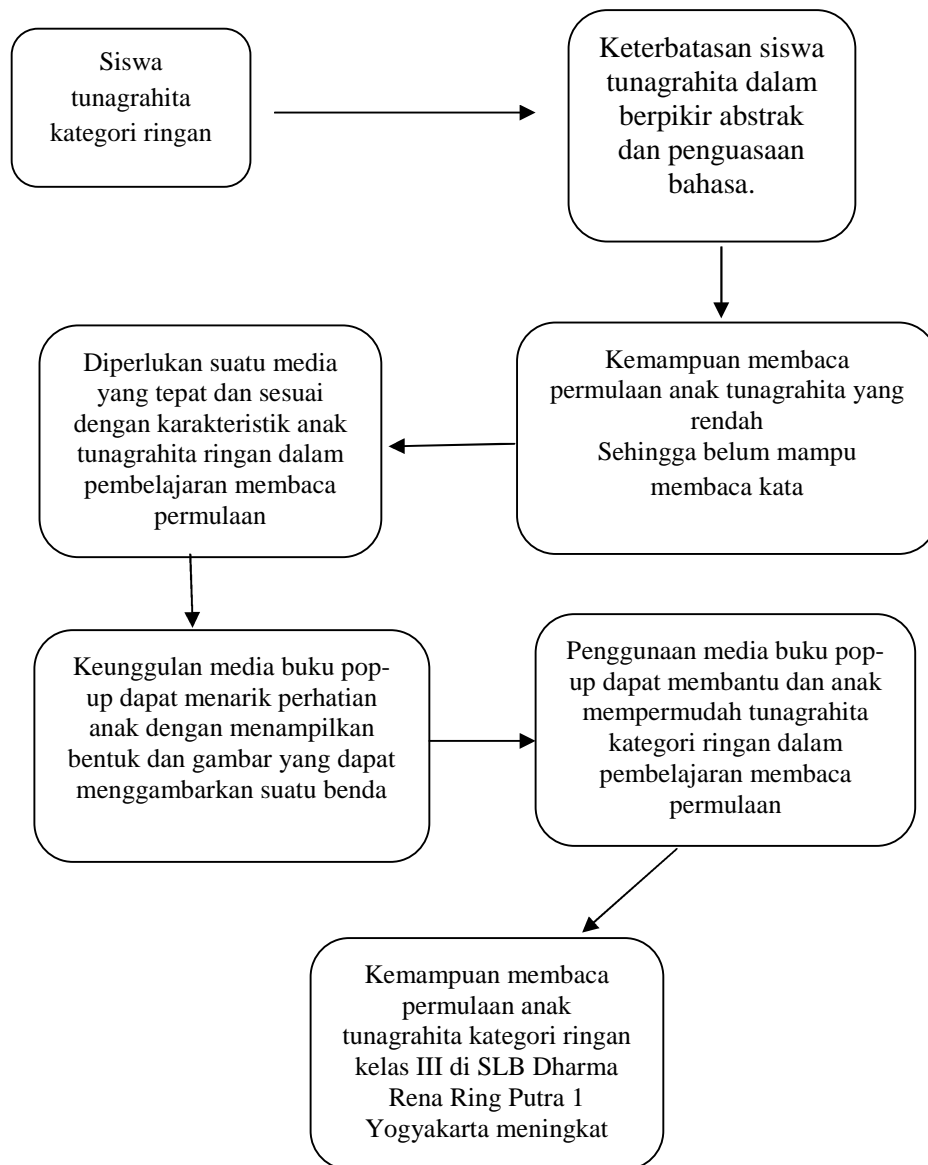 Siswa
tunagrahita
kategori ringan
Keterbatasan siswa
tunagrahita dalam
berpikir abstrak
dan penguasaan
bahasa.
Kemampuan membaca
permulaan anak tunagrahita yang
rendah
Sehingga belum mampu
membaca kata
Diperlukan suatu media
yang tepat dan sesuai
dengan karakteristik anak
tunagrahita ringan dalam
pembelajaran membaca
permulaan
Keunggulan media buku pop-
up dapat menarik perhatian
anak dengan menampilkan
bentuk dan gambar yang dapat
menggambarkan suatu benda
Penggunaan media buku pop-
up dapat membantu dan anak
mempermudah tunagrahita
kategori ringan dalam
pembelajaran membaca
permulaan
Kemampuan membaca
permulaan anak
tunagrahita kategori ringan
kelas III di SLB Dharma
Rena Ring Putra 1
Yogyakarta meningkat